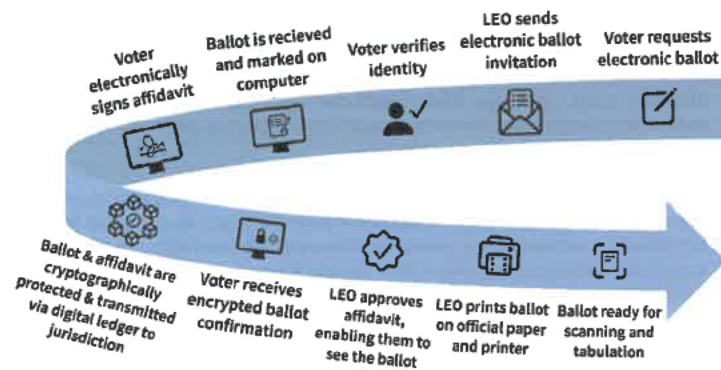 Voter
electronically
signs affidavit
Ballot is recieved
and marked on
computer
Voter verifies
identity
LEO sends
electronic ballot
invitation
Voter requests
electronic ballot
Ballot & affidavit are
cryptographically
protected & transmitted
via digital ledger to
jurisdiction
Voter receives
encrypted ballot
confirmation
LEO approves
affidavit,
enabling them to
see the ballot
LEO prints ballot
on official paper
and printer
Ballot ready for
scanning and
tabulation